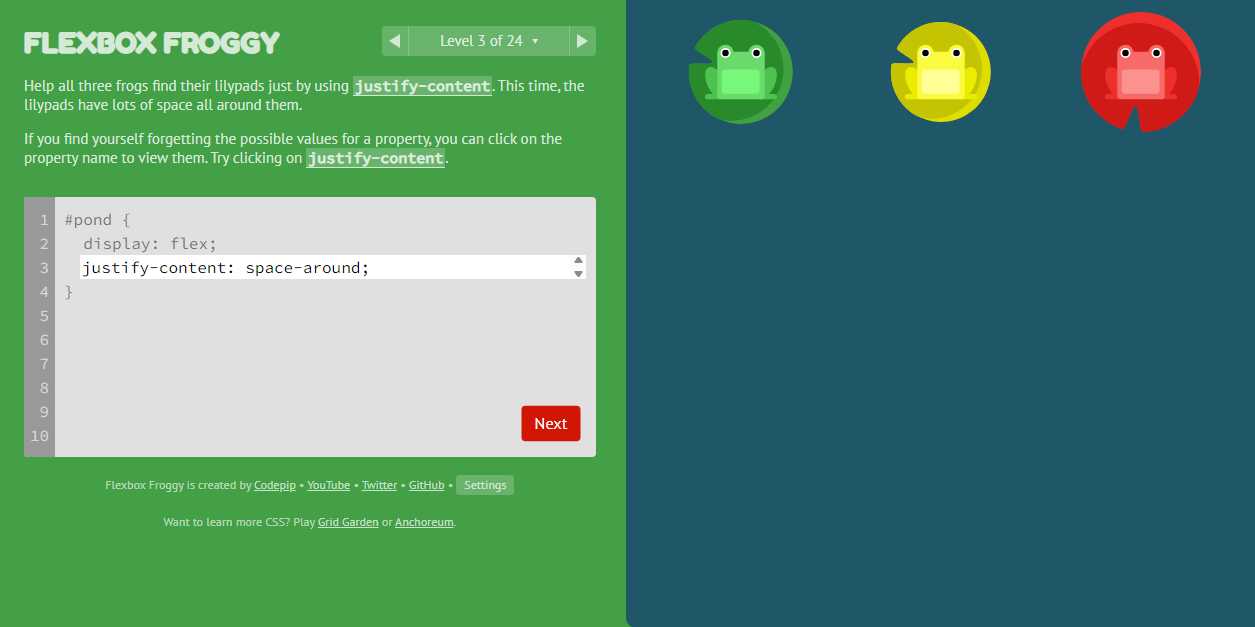 FLEXBOX FROGGY
Level 3 of 24
Help all three frogs find their lilypads just by using justify-content. This time, the
lilypads have lots of space all around them.
If you find yourself forgetting the possible values for a property, you can click on the
property name to view them. Try clicking on justify-content.
1 #pond {
2 display: flex;
3 justify-content: space-around;
4 }
5
6
7
8
9
10
Next
Flexbox Froggy is created by Codepip • YouTube • Twitter • GitHub • Settings
Want to learn more CSS? Play Grid Garden or Anchoreum.